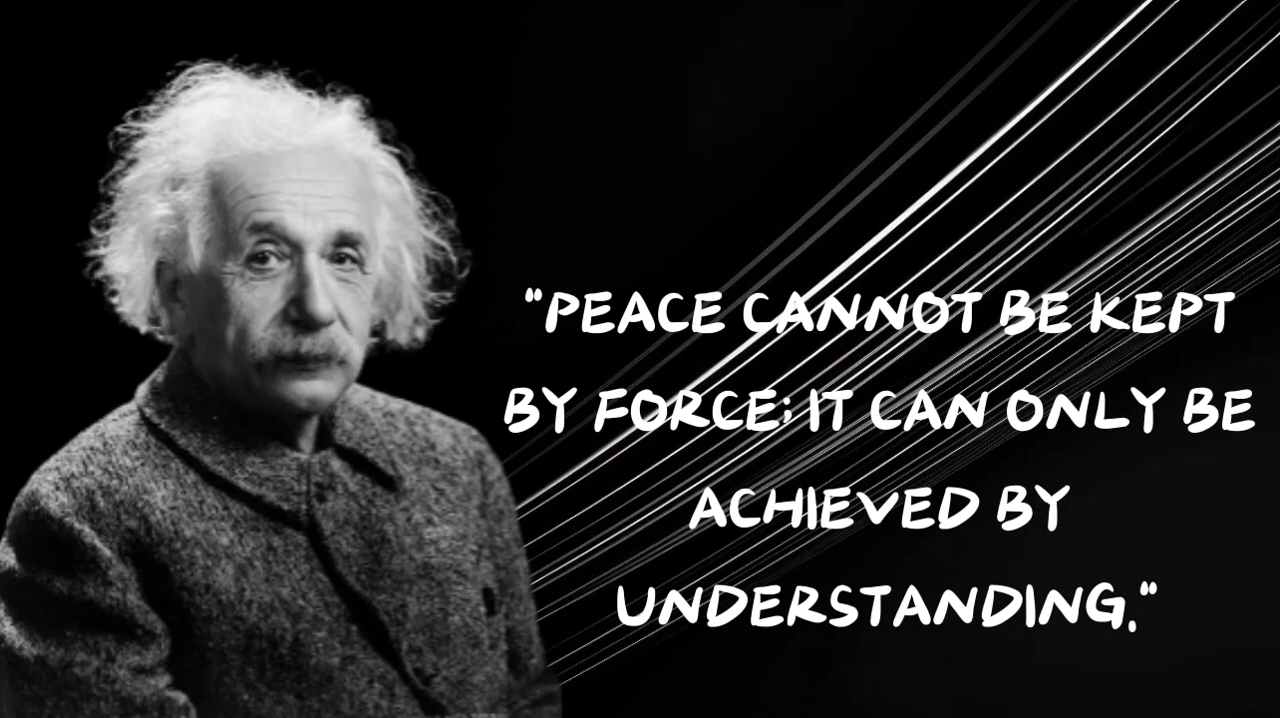 "PEACE CANNOT BE KEPT
BY FORCE; IT CAN ONLY BE
ACHIEVED BY
UNDERSTANDING."